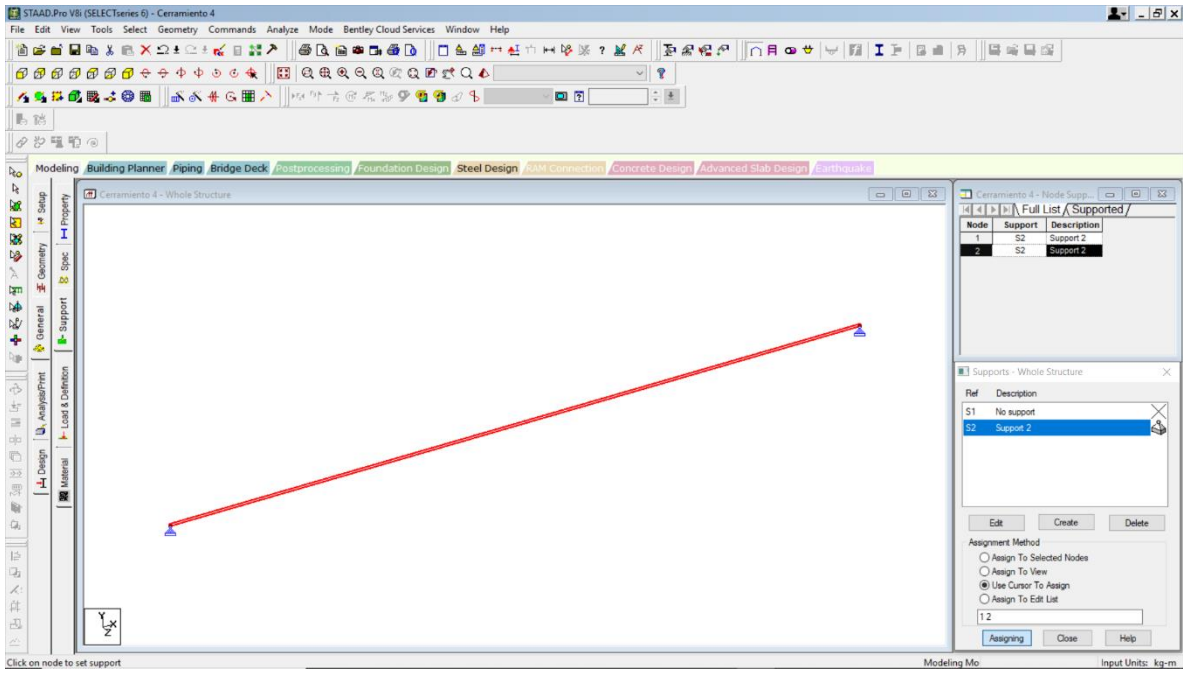 STAAD.Pro V8i (SELECTseries 6) - Cerramiento 4
File Edit View Tools Select Geometry Commands Analyze Mode Bentley Cloud Services Window Help
Modeling Building Planner Piping Bridge Deck Postprocessing Foundation Design Steel Design RAM Connection Concrete Design Advanced Slab Design Earthquake
Setup
Geometry
General
Analysis/Print
Design
Property
Spec
Support
Load & Definition
Material
Cerramiento 4 - Whole Structure
Y
X
Z
Cerramiento 4 - Node Supp...
Full List Supported
Node Support Description
1 S2 Support 2
2 S2 Support 2
Supports - Whole Structure
Ref Description
S1 No support
S2 Support 2
Edit Create Delete
Assignment Method
Assign To Selected Nodes
Assign To View
Use Cursor To Assign
Assign To Edit List
1 2
Assigning Close Help
Click on node to set support Modeling Mo Input Units: kg-m